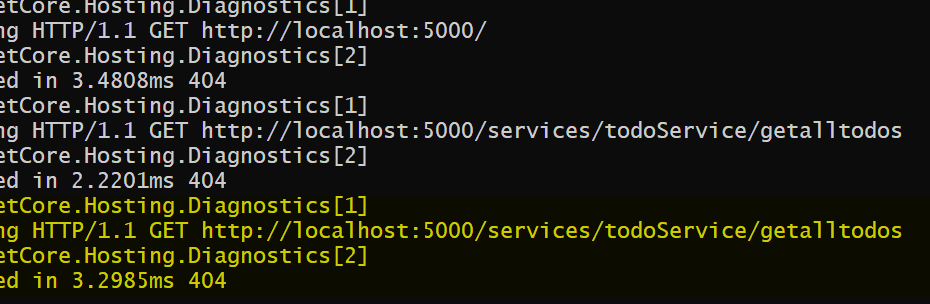 etCore.Hosting.Diagnostics[1]
ng HTTP/1.1 GET http://localhost:5000/
etCore.Hosting.Diagnostics[2]
ed in 3.4808ms 404
etCore.Hosting.Diagnostics[1]
ng HTTP/1.1 GET http://localhost:5000/services/todoService/getalltodos
etCore.Hosting.Diagnostics[2]
ed in 2.2201ms 404
etCore.Hosting.Diagnostics[1]
ng HTTP/1.1 GET http://localhost:5000/services/todoService/getalltodos
etCore.Hosting.Diagnostics[2]
ed in 3.2985ms 404